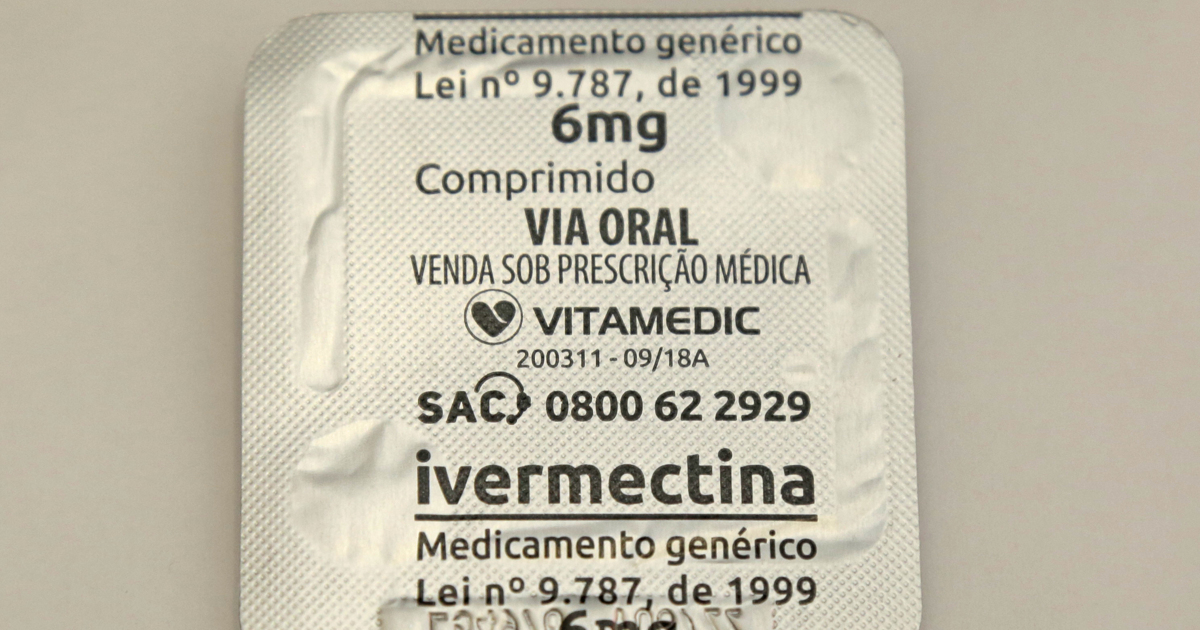 Medicamento genérico
Lei nº 9.787, de 1999
6mg
Comprimido
VIA ORAL
VENDA SOB PRESCRIÇÃO MÉDICA
VITAMEDIC
200311 - 09/18A
SAC 0800 62 2929
ivermectina
Medicamento genérico
Lei nº 9.787, de 1999
6mg